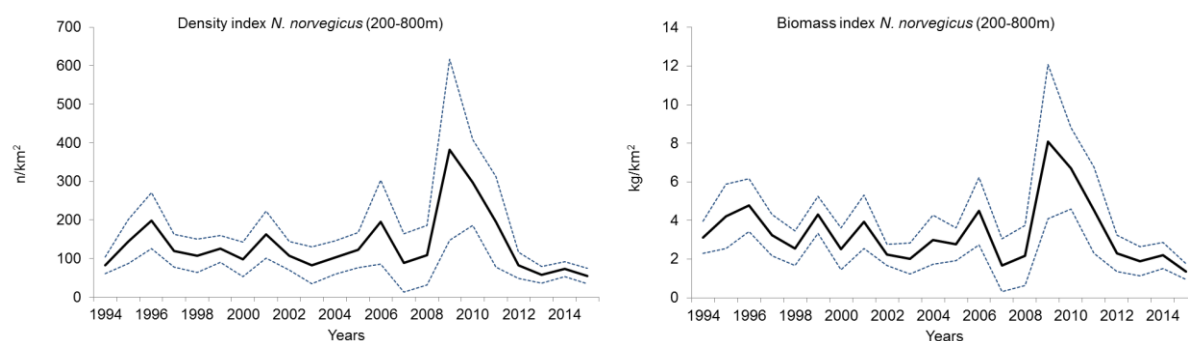 Density index N. norvegicus (200-800m)
700
600
500
400
300
200
100
0
n/km²
1994 1996 1998 2000 2002 2004 2006 2008 2010 2012 2014
Years
Biomass index N. norvegicus (200-800m)
14
12
10
8
6
4
2
0
kg/km²
1994 1996 1998 2000 2002 2004 2006 2008 2010 2012 2014
Years